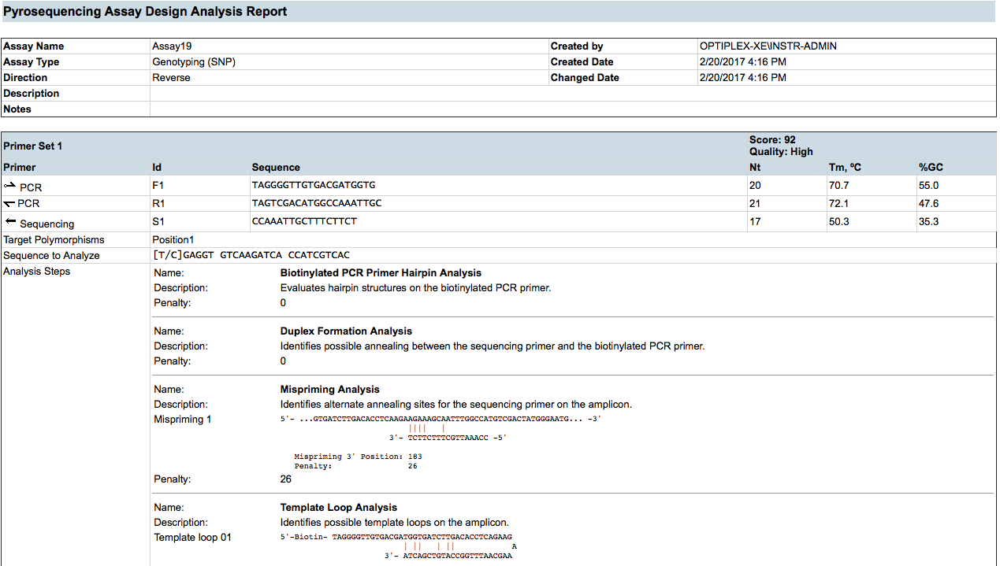 Pyrosequencing Assay Design Analysis Report
Assay Name Assay19 Created by OPTIPLEX-XE\INSTR-ADMIN
Assay Type Genotyping (SNP) Created Date 2/20/2017 4:16 PM
Direction Reverse Changed Date 2/20/2017 4:16 PM
Description
Notes
Primer Set 1 Score: 92
Quality: High
Primer Id Sequence Nt Tm, ºC %GC
PCR F1 TAGGGGTTGTGACGATGGTG 20 70.7 55.0
PCR R1 TAGTCGACATGGCCAAATTGC 21 72.1 47.6
Sequencing S1 CCAAATTGCTTTCTTCT 17 50.3 35.3
Target Polymorphisms Position1
Sequence to Analyze [T/C]GAGGT GTCAAGATCA CCATCGTCAC
Analysis Steps Name: Biotinylated PCR Primer Hairpin Analysis
Description: Evaluates hairpin structures on the biotinylated PCR primer.
Penalty: 0
Name: Duplex Formation Analysis
Description: Identifies possible annealing between the sequencing primer and the biotinylated PCR primer.
Penalty: 0
Name: Mispriming Analysis
Description: Identifies alternate annealing sites for the sequencing primer on the amplicon.
Mispriming 1 5'- ...GTGATCTTGACACCTCAAGAAGAAAGCAATTTGGCCATGTCGACTATGGGAATG... -3'
|||| |
3'- TCTTCTTTCGTTAAACC -5'
Mispriming 3' Position: 183
Penalty: 26
Penalty: 26
Name: Template Loop Analysis
Description: Identifies possible template loops on the amplicon.
Template loop 01 5'-Biotin- TAGGGGTTGTGACGATGGTGATCTTGACACCTCAGAAG
| || | || A
3'- ATCAGCTGTACCGGTTTAACGAA